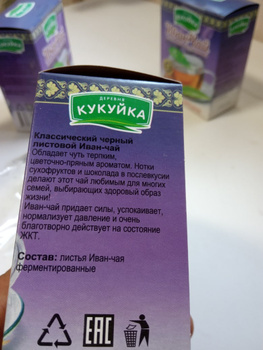 ДЕРЕВНЯ
КУКУЙКА
Классический черный
листовой Иван-чай
Обладает чуть терпким,
цветочно-пряным ароматом. Нотки
сухофруктов и шоколада в послевкусии
делают этот чай любимым для многих
семей, выбирающих здоровый образ
жизни!
Иван-чай придает силы, успокаивает,
нормализует давление и очень
благотворно действует на состояние
ЖКТ.
Состав: листья Иван-чая
ферментированные
EAC